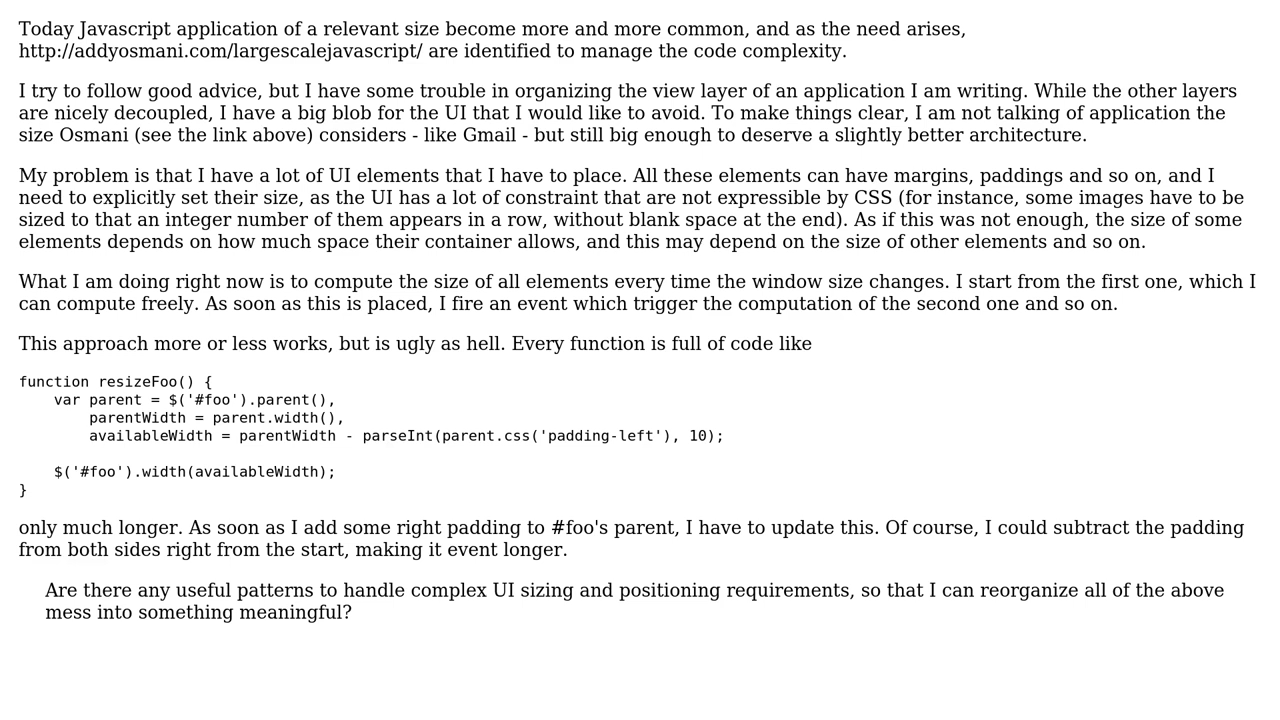 Today Javascript application of a relevant size become more and more common, and as the need arises,
http://addyosmani.com/largescalejavascript/ are identified to manage the code complexity.
I try to follow good advice, but I have some trouble in organizing the view layer of an application I am writing. While the other layers
are nicely decoupled, I have a big blob for the UI that I would like to avoid. To make things clear, I am not talking of application the
size Osmani (see the link above) considers - like Gmail - but still big enough to deserve a slightly better architecture.
My problem is that I have a lot of UI elements that I have to place. All these elements can have margins, paddings and so on, and I
need to explicitly set their size, as the UI has a lot of constraint that are not expressible by CSS (for instance, some images have to be
sized to that an integer number of them appears in a row, without blank space at the end). As if this was not enough, the size of some
elements depends on how much space their container allows, and this may depend on the size of other elements and so on.
What I am doing right now is to compute the size of all elements every time the window size changes. I start from the first one, which I
can compute freely. As soon as this is placed, I fire an event which trigger the computation of the second one and so on.
This approach more or less works, but is ugly as hell. Every function is full of code like
function resizeFoo() {
    var parent = $('#foo').parent(),
        parentWidth = parent.width(),
        availableWidth = parentWidth - parseInt(parent.css('padding-left'), 10);
    $('#foo').width(availableWidth);
}
only much longer. As soon as I add some right padding to #foo's parent, I have to update this. Of course, I could subtract the padding
from both sides right from the start, making it event longer.
Are there any useful patterns to handle complex UI sizing and positioning requirements, so that I can reorganize all of the above
mess into something meaningful?